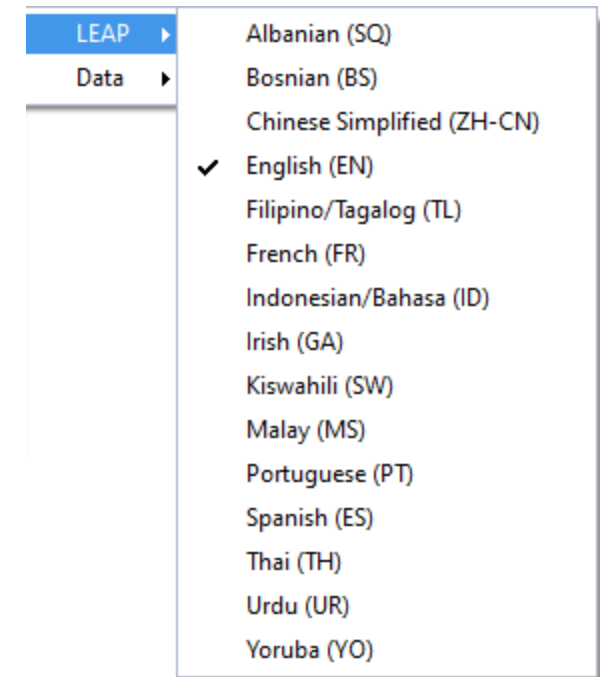 LEAP
Data
Albanian (SQ)
Bosnian (BS)
Chinese Simplified (ZH-CN)
English (EN)
Filipino/Tagalog (TL)
French (FR)
Indonesian/Bahasa (ID)
Irish (GA)
Kiswahili (SW)
Malay (MS)
Portuguese (PT)
Spanish (ES)
Thai (TH)
Urdu (UR)
Yoruba (YO)